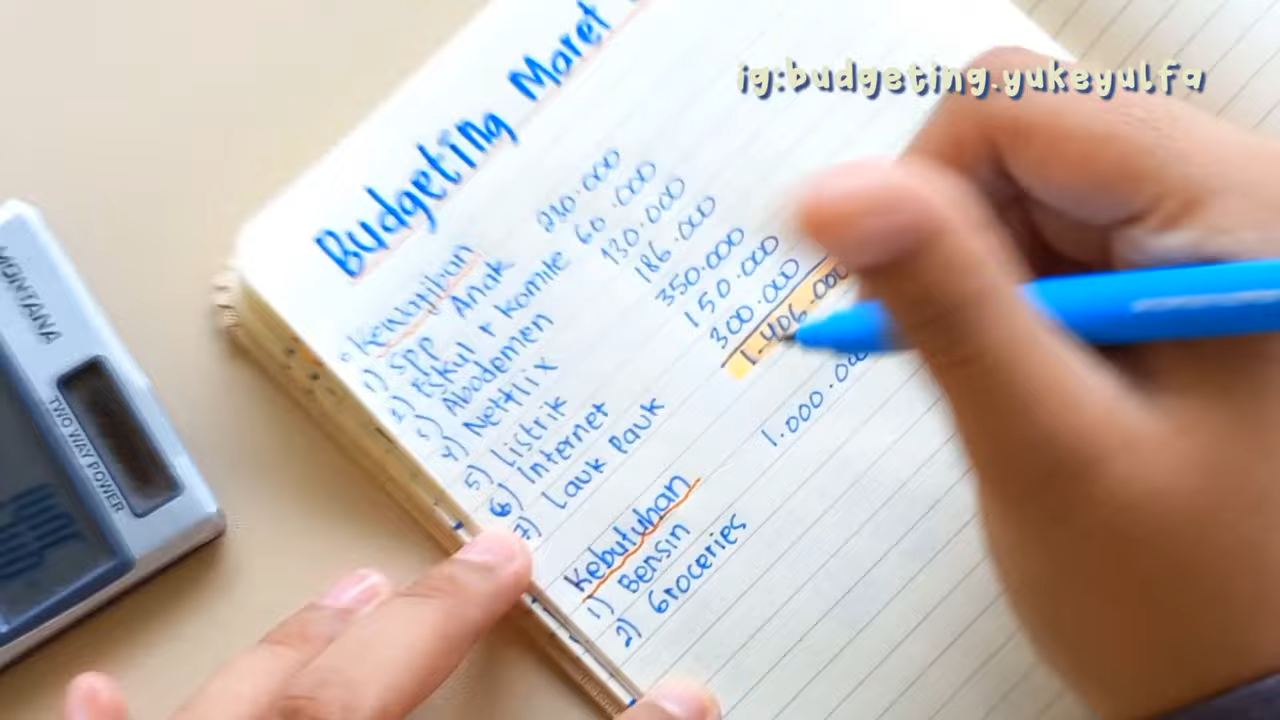 ig:budgeting.yukeyulfa
Budgeting Maret
Kewajiban
1) SPP Anak 230.000
2) Eskul + komite 60.000
3) Abodemen 130.000
4) Netflix 186.000
5) Listrik 350.000
6) Internet 150.000
7) Lauk Pauk 300.000
1.406.000
Kebutuhan
1) Bensin 1.000.000
2) Groceries
MONTANA
TWO WAY POWER